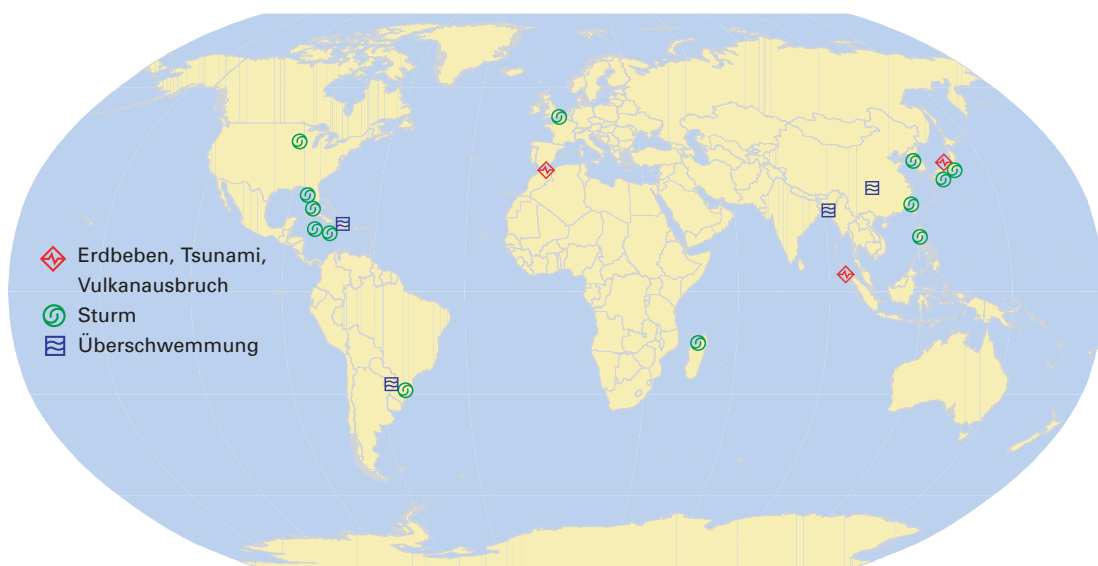 Erdbeben, Tsunami,
Vulkanausbruch
Sturm
Überschwemmung